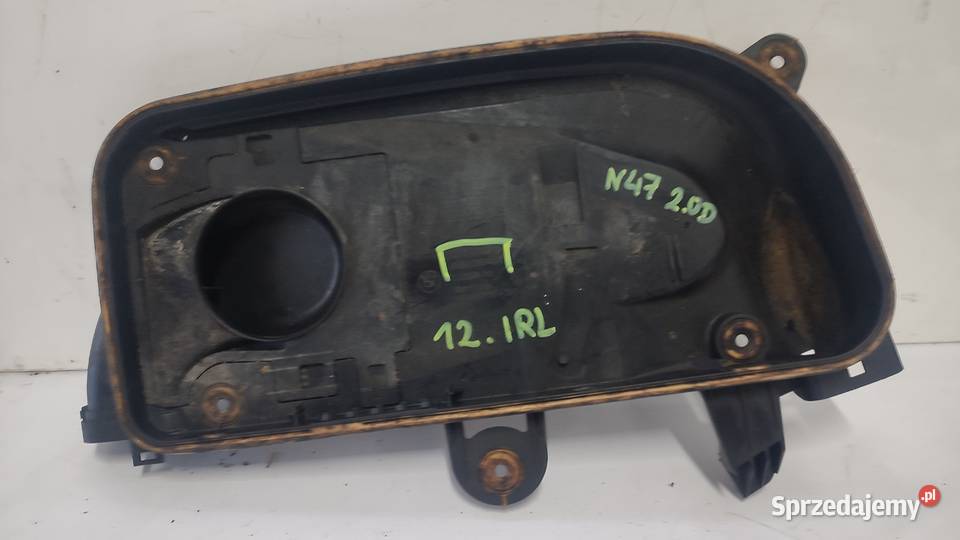 N47 2.0D
12. IRL
Sprzedajemy.pl